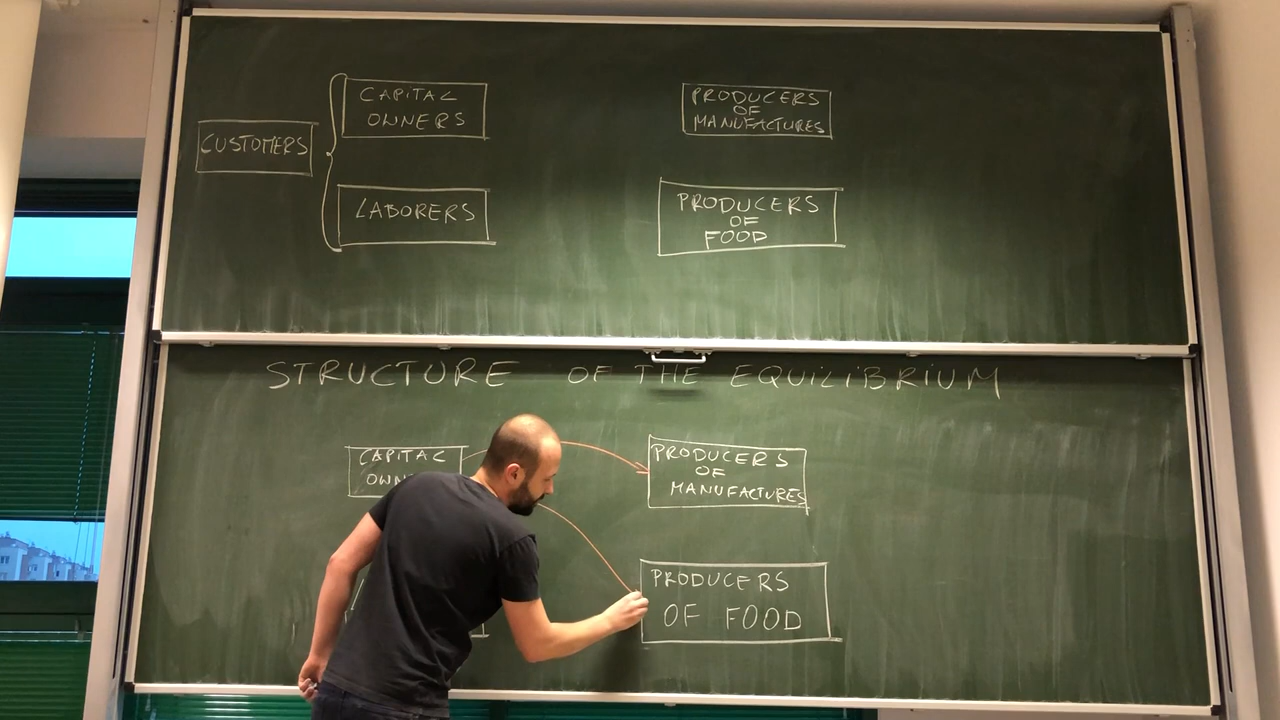 CAPITAL
OWNERS
CUSTOMERS
LABORERS
PRODUCERS
OF
MANUFACTURES
PRODUCERS
OF
FOOD
STRUCTURE OF THE EQUILIBRIUM
CAPITAL
PRODUCERS
OF
MANUFACTURES
PRODUCERS
OF FOOD